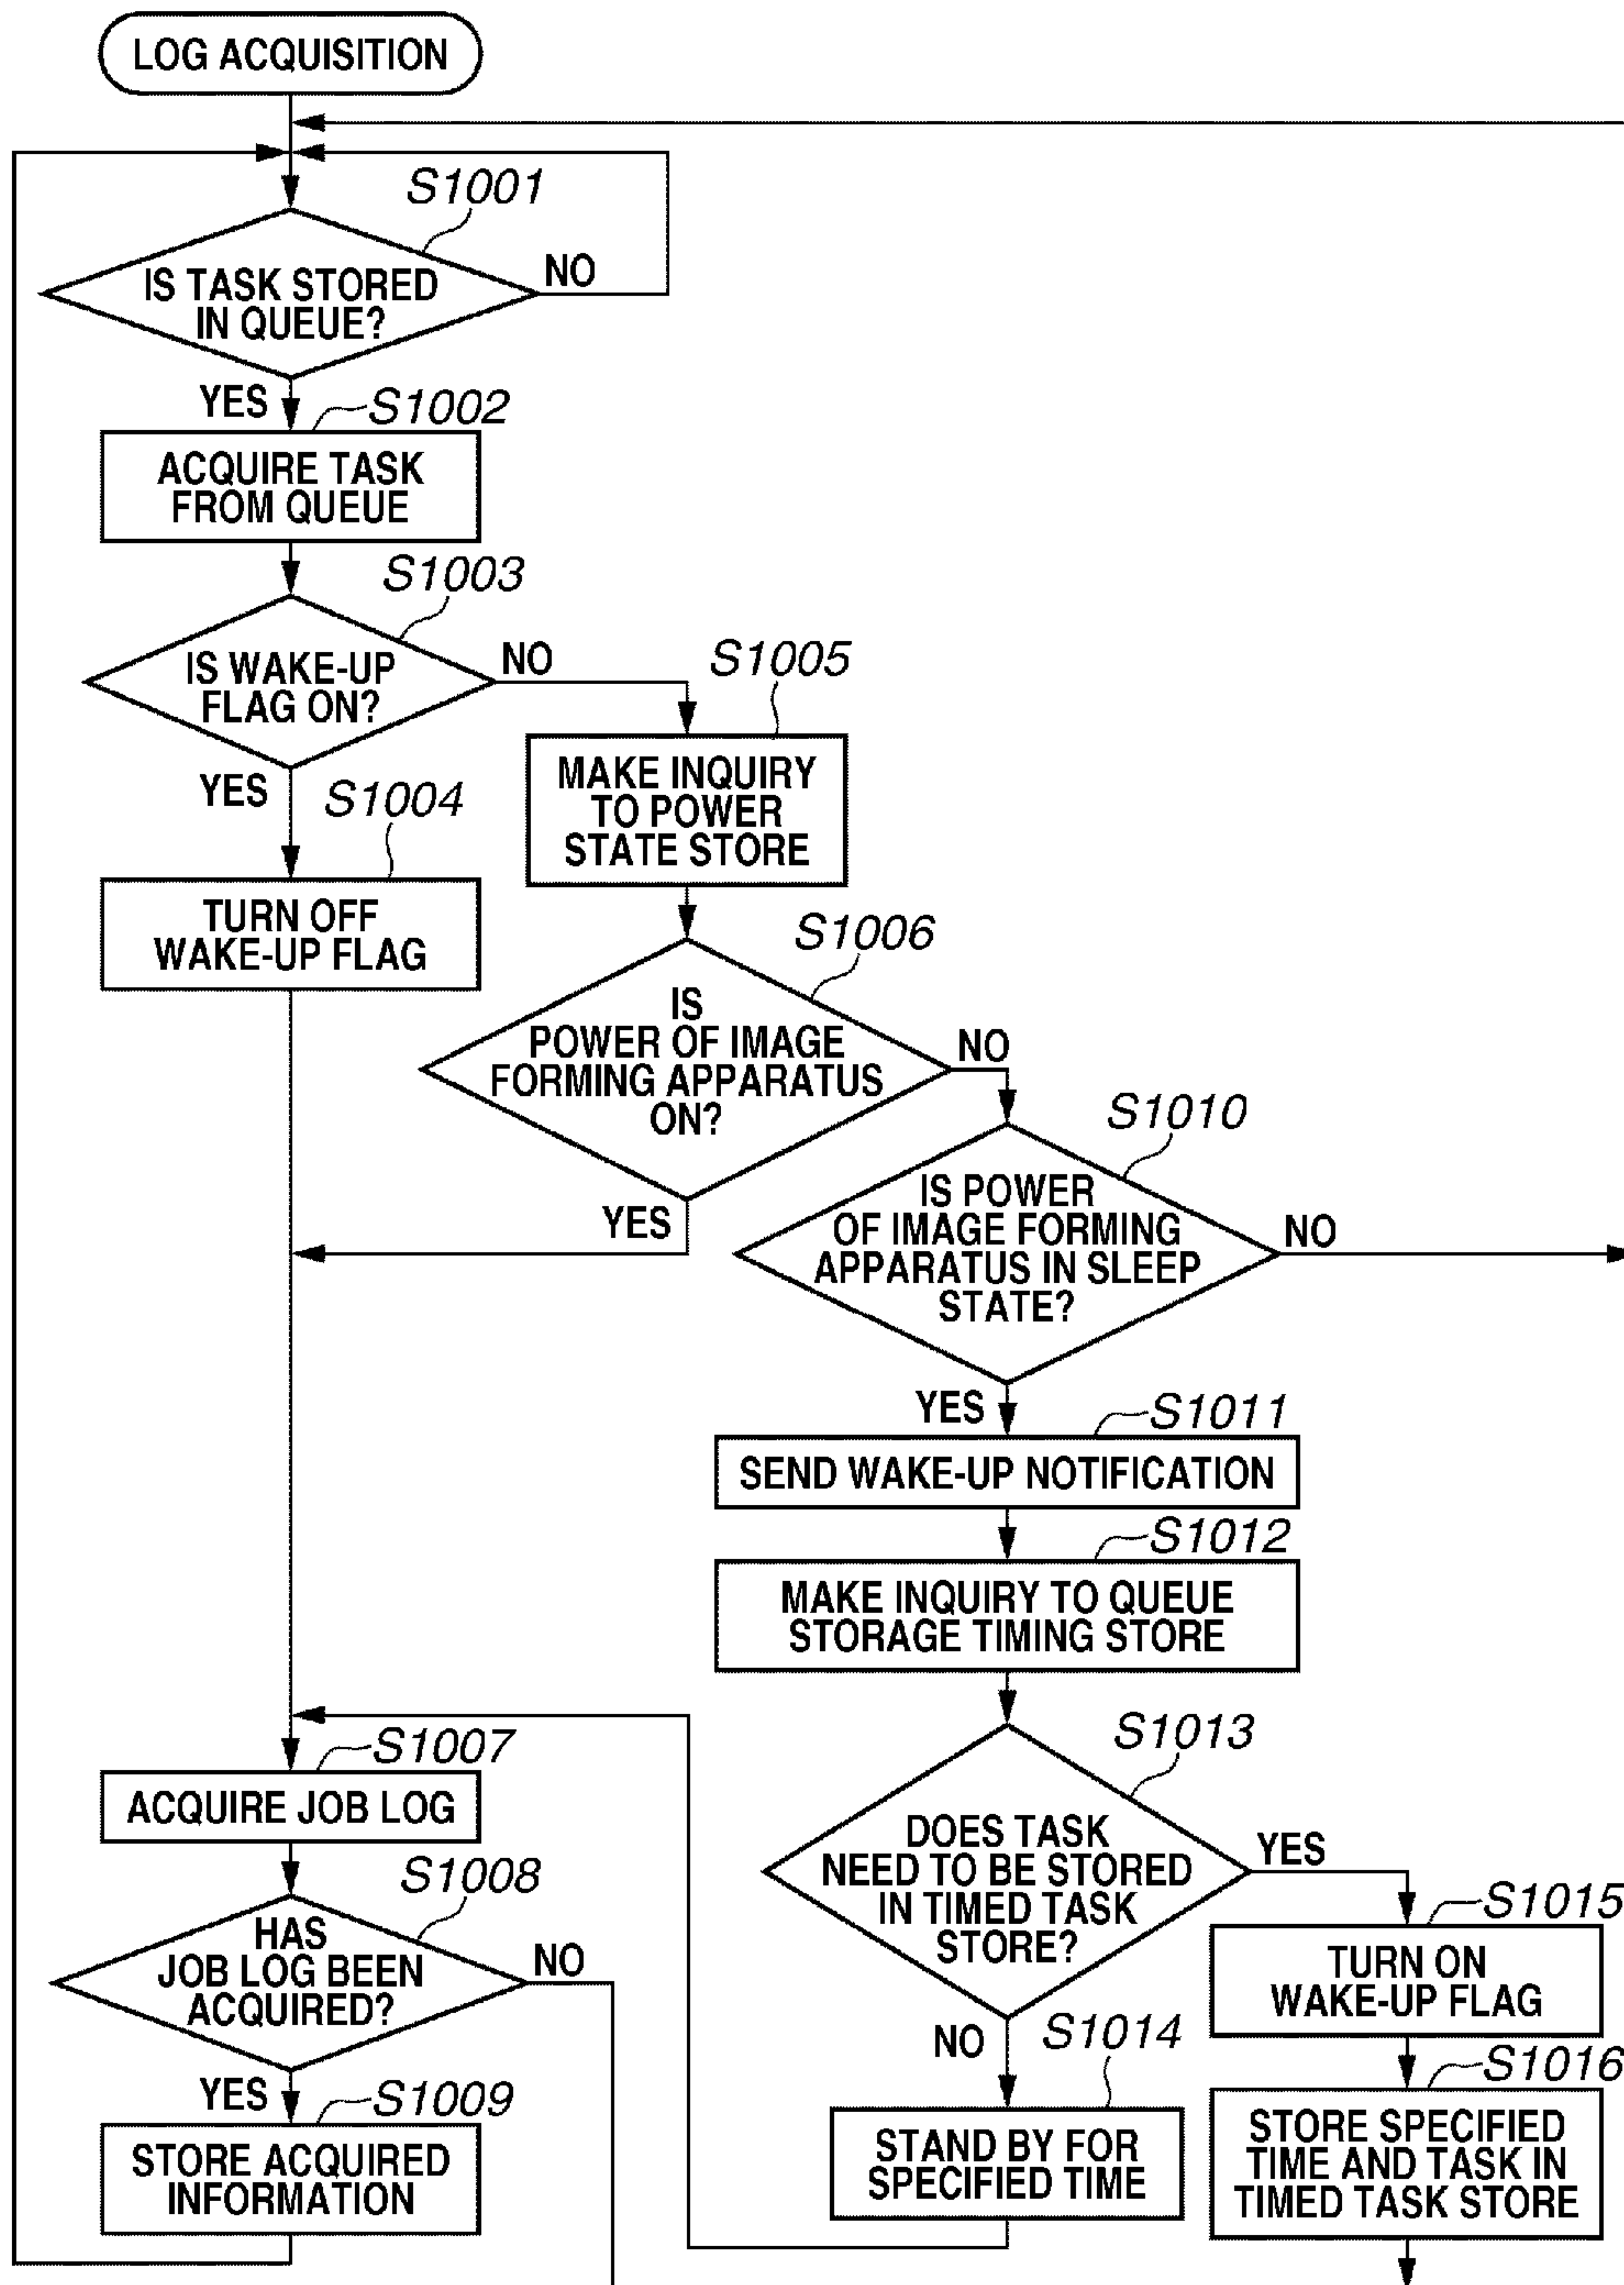 LOG ACQUISITION
S1001
IS TASK STORED
IN QUEUE?
NO
YES
S1002
ACQUIRE TASK
FROM QUEUE
S1003
IS WAKE-UP
FLAG ON?
NO
YES
S1004
TURN OFF
WAKE-UP FLAG
S1005
MAKE INQUIRY
TO POWER
STATE STORE
S1006
IS
POWER OF IMAGE
FORMING APPARATUS
ON?
NO
YES
S1010
IS POWER
OF IMAGE FORMING
APPARATUS IN SLEEP
STATE?
NO
YES
S1011
SEND WAKE-UP NOTIFICATION
S1012
MAKE INQUIRY TO QUEUE
STORAGE TIMING STORE
S1007
ACQUIRE JOB LOG
S1008
HAS
JOB LOG BEEN
ACQUIRED?
NO
YES
S1009
STORE ACQUIRED
INFORMATION
S1013
DOES TASK
NEED TO BE STORED
IN TIMED TASK
STORE?
YES
NO
S1014
STAND BY FOR
SPECIFIED TIME
S1015
TURN ON
WAKE-UP FLAG
S1016
STORE SPECIFIED
TIME AND TASK IN
TIMED TASK STORE